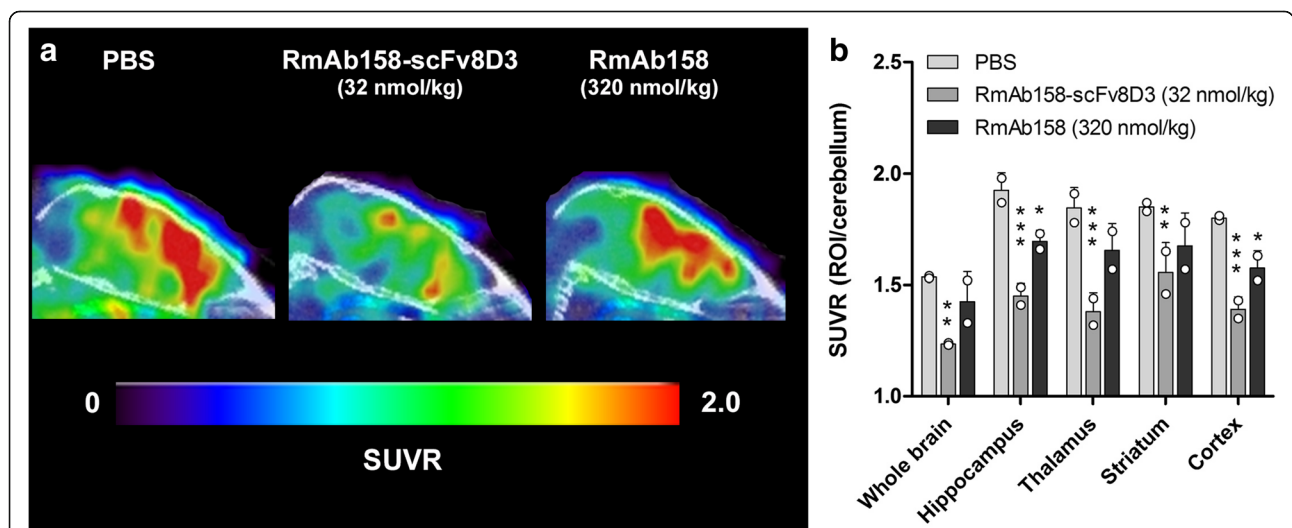 a
PBS
RmAb158-scFv8D3
(32 nmol/kg)
RmAb158
(320 nmol/kg)
0
2.0
SUVR
b
SUVR (ROI/cerebellum)
2.5
2.0
1.5
1.0
PBS
RmAb158-scFv8D3 (32 nmol/kg)
RmAb158 (320 nmol/kg)
**
***
*
***
**
***
*
Whole brain
Hippocampus
Thalamus
Striatum
Cortex